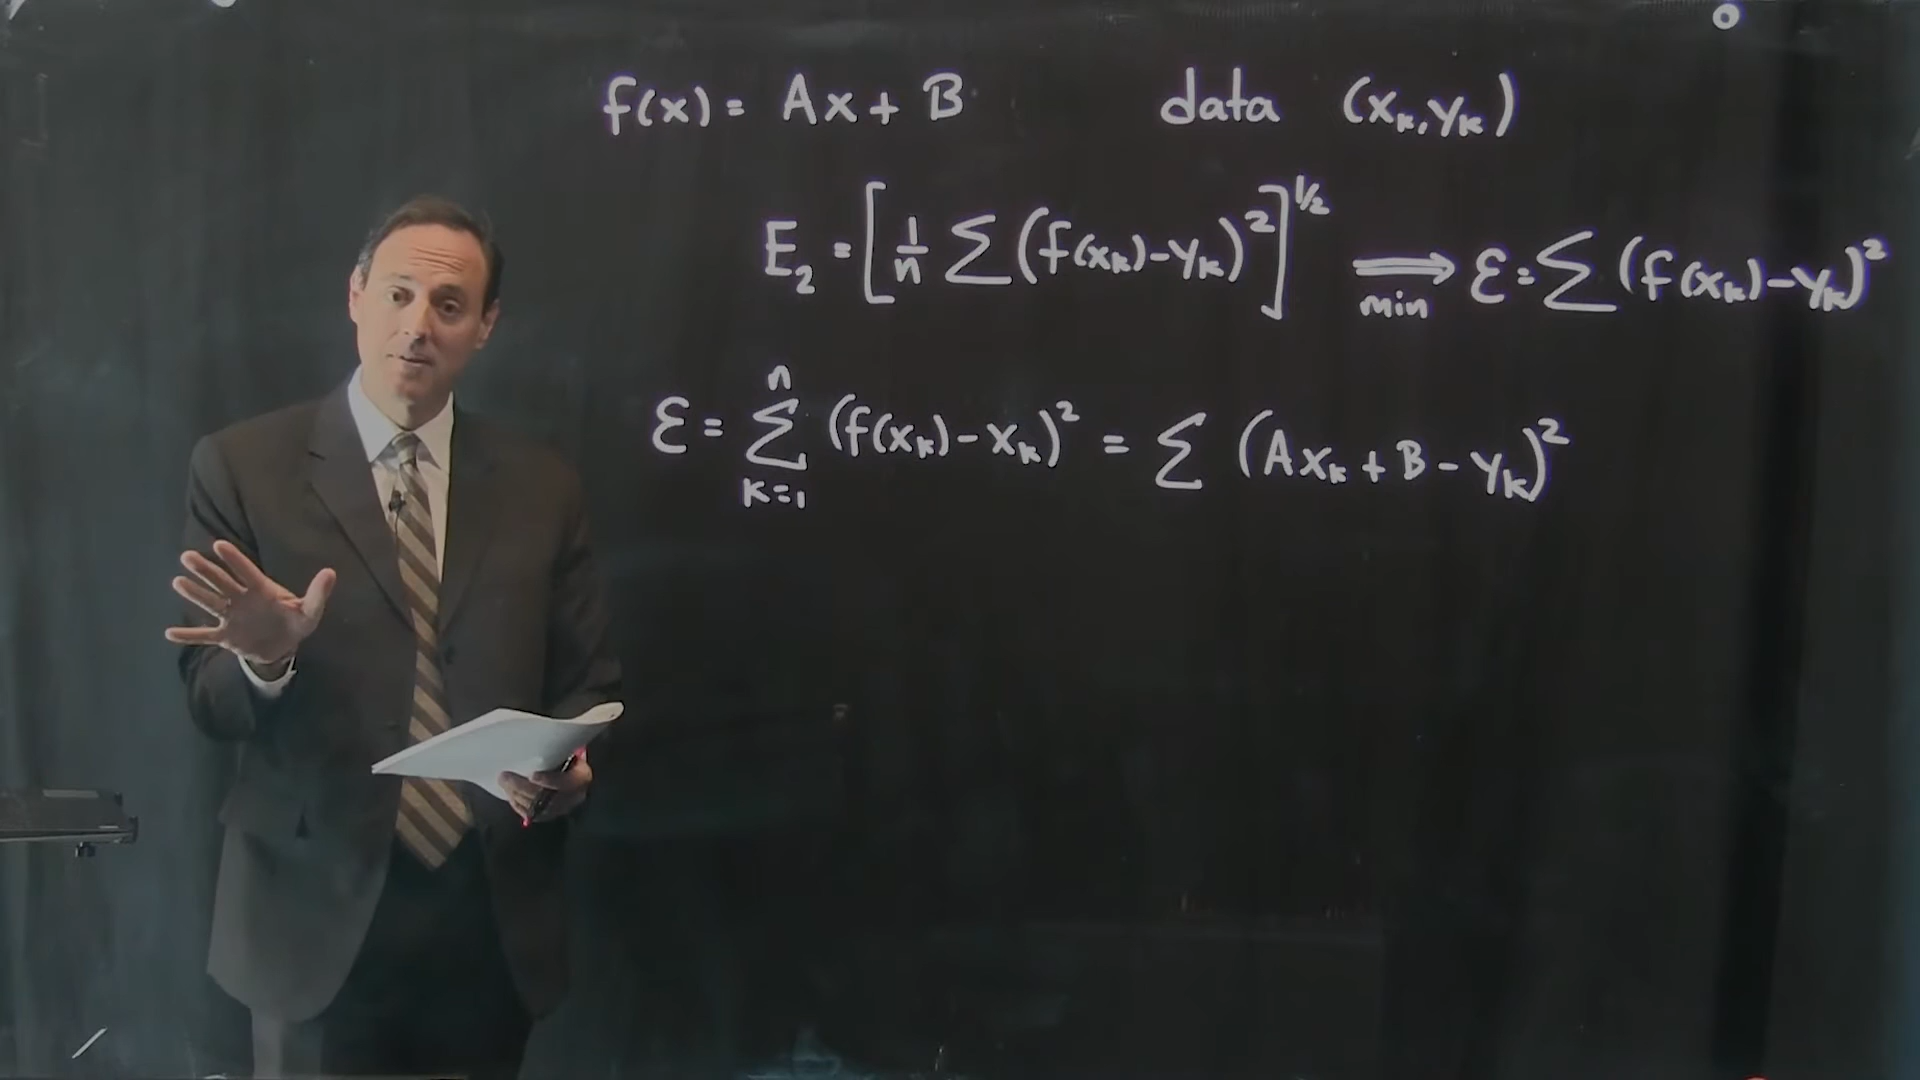 f(x) = Ax + B data (xₖ, yₖ)
E₂ = [1/n Σ (f(xₖ) - yₖ)²]^1/2 ⟹ min ℰ = Σ (f(xₖ) - yₖ)²
ℰ = Σₖ₌₁ⁿ (f(xₖ) - xₖ)² = Σ (Axₖ + B - yₖ)²